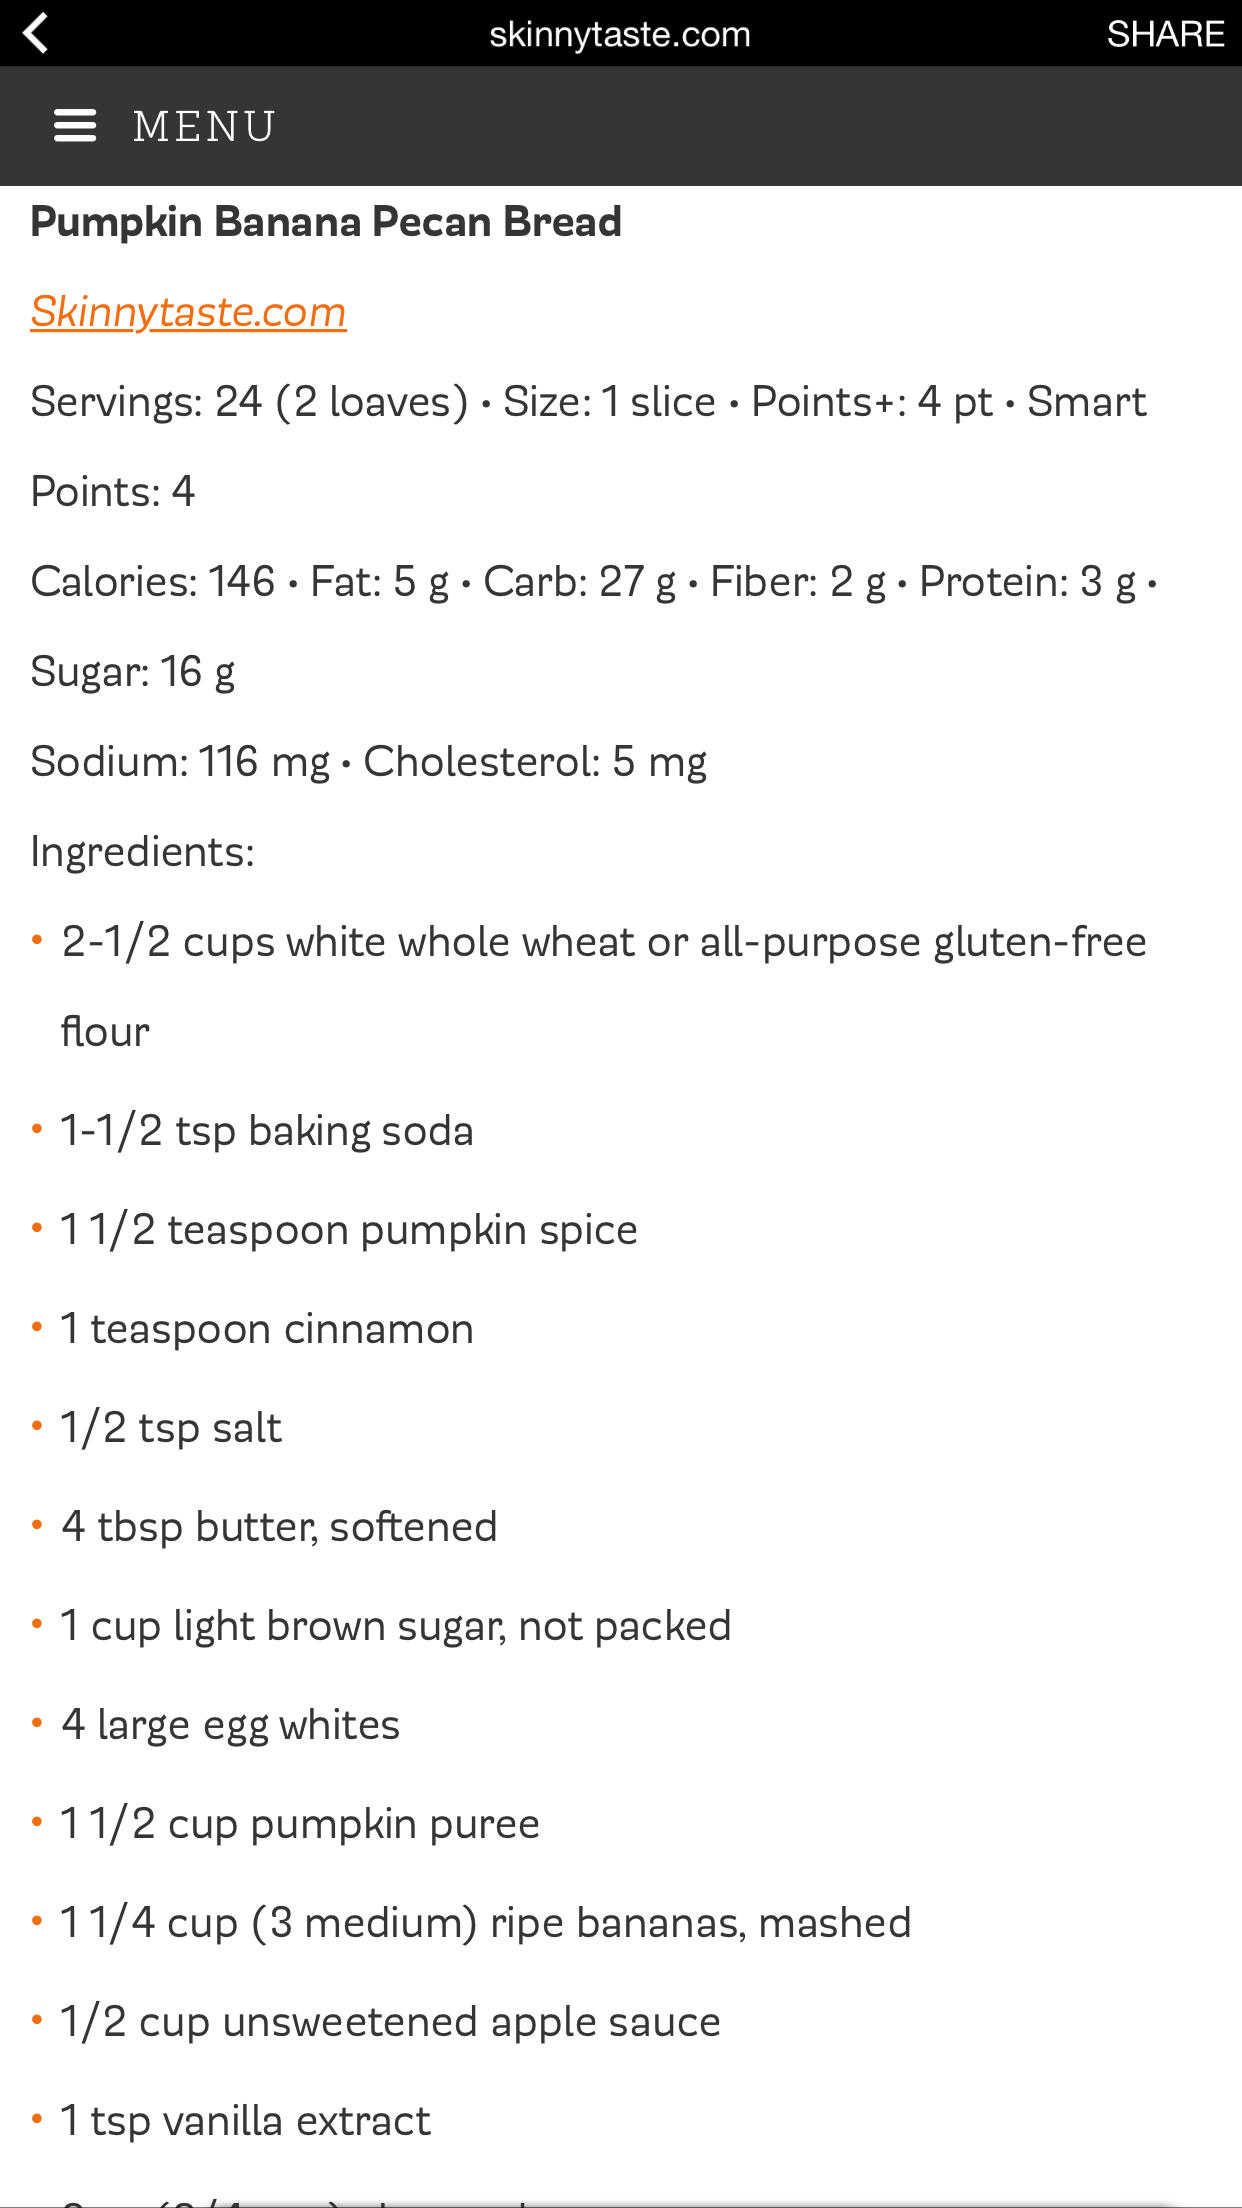 skinnytaste.com SHARE
MENU
Pumpkin Banana Pecan Bread
Skinnytaste.com
Servings: 24 (2 loaves) • Size: 1 slice • Points+: 4 pt • Smart
Points: 4
Calories: 146 • Fat: 5 g • Carb: 27 g • Fiber: 2 g • Protein: 3 g •
Sugar: 16 g
Sodium: 116 mg • Cholesterol: 5 mg
Ingredients:
• 2-1/2 cups white whole wheat or all-purpose gluten-free
flour
• 1-1/2 tsp baking soda
• 1 1/2 teaspoon pumpkin spice
• 1 teaspoon cinnamon
• 1/2 tsp salt
• 4 tbsp butter, softened
• 1 cup light brown sugar, not packed
• 4 large egg whites
• 1 1/2 cup pumpkin puree
• 1 1/4 cup (3 medium) ripe bananas, mashed
• 1/2 cup unsweetened apple sauce
• 1 tsp vanilla extract